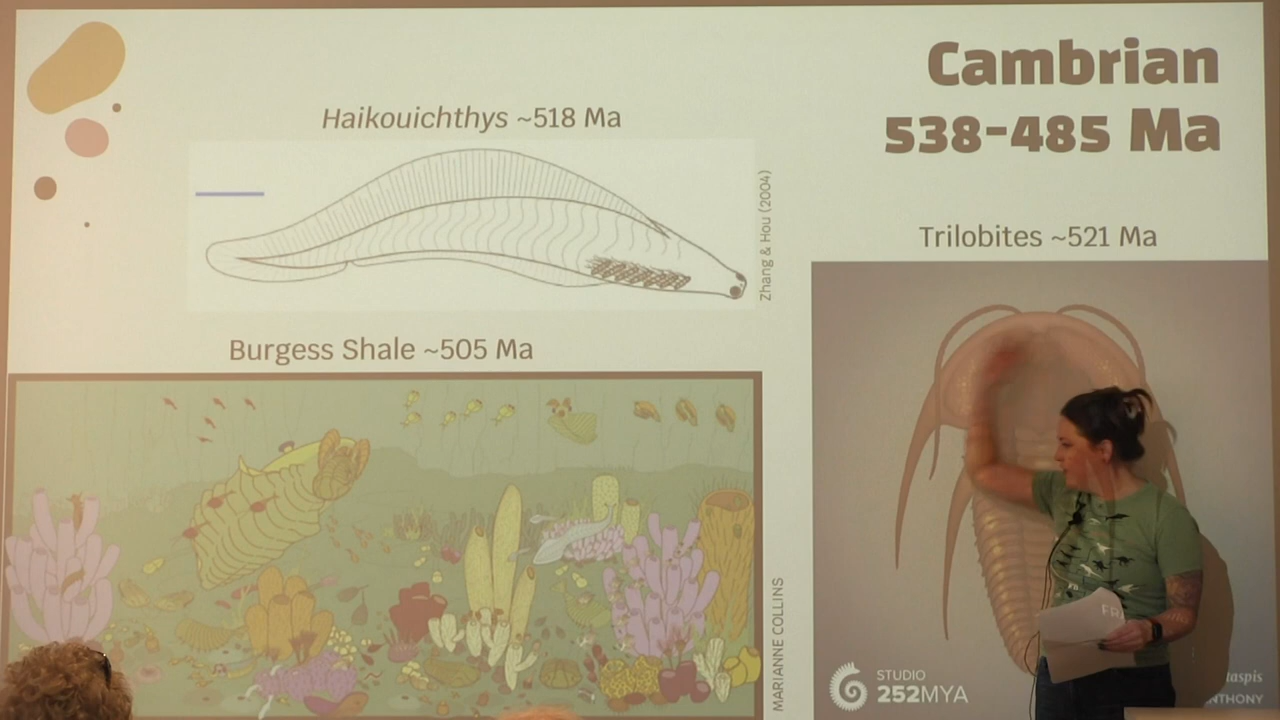 Cambrian
538-485 Ma
Haikouichthys ~518 Ma
Zhang & Hou (2004)
Trilobites ~521 Ma
Burgess Shale ~505 Ma
MARIANNE COLLINS
STUDIO
252MYA